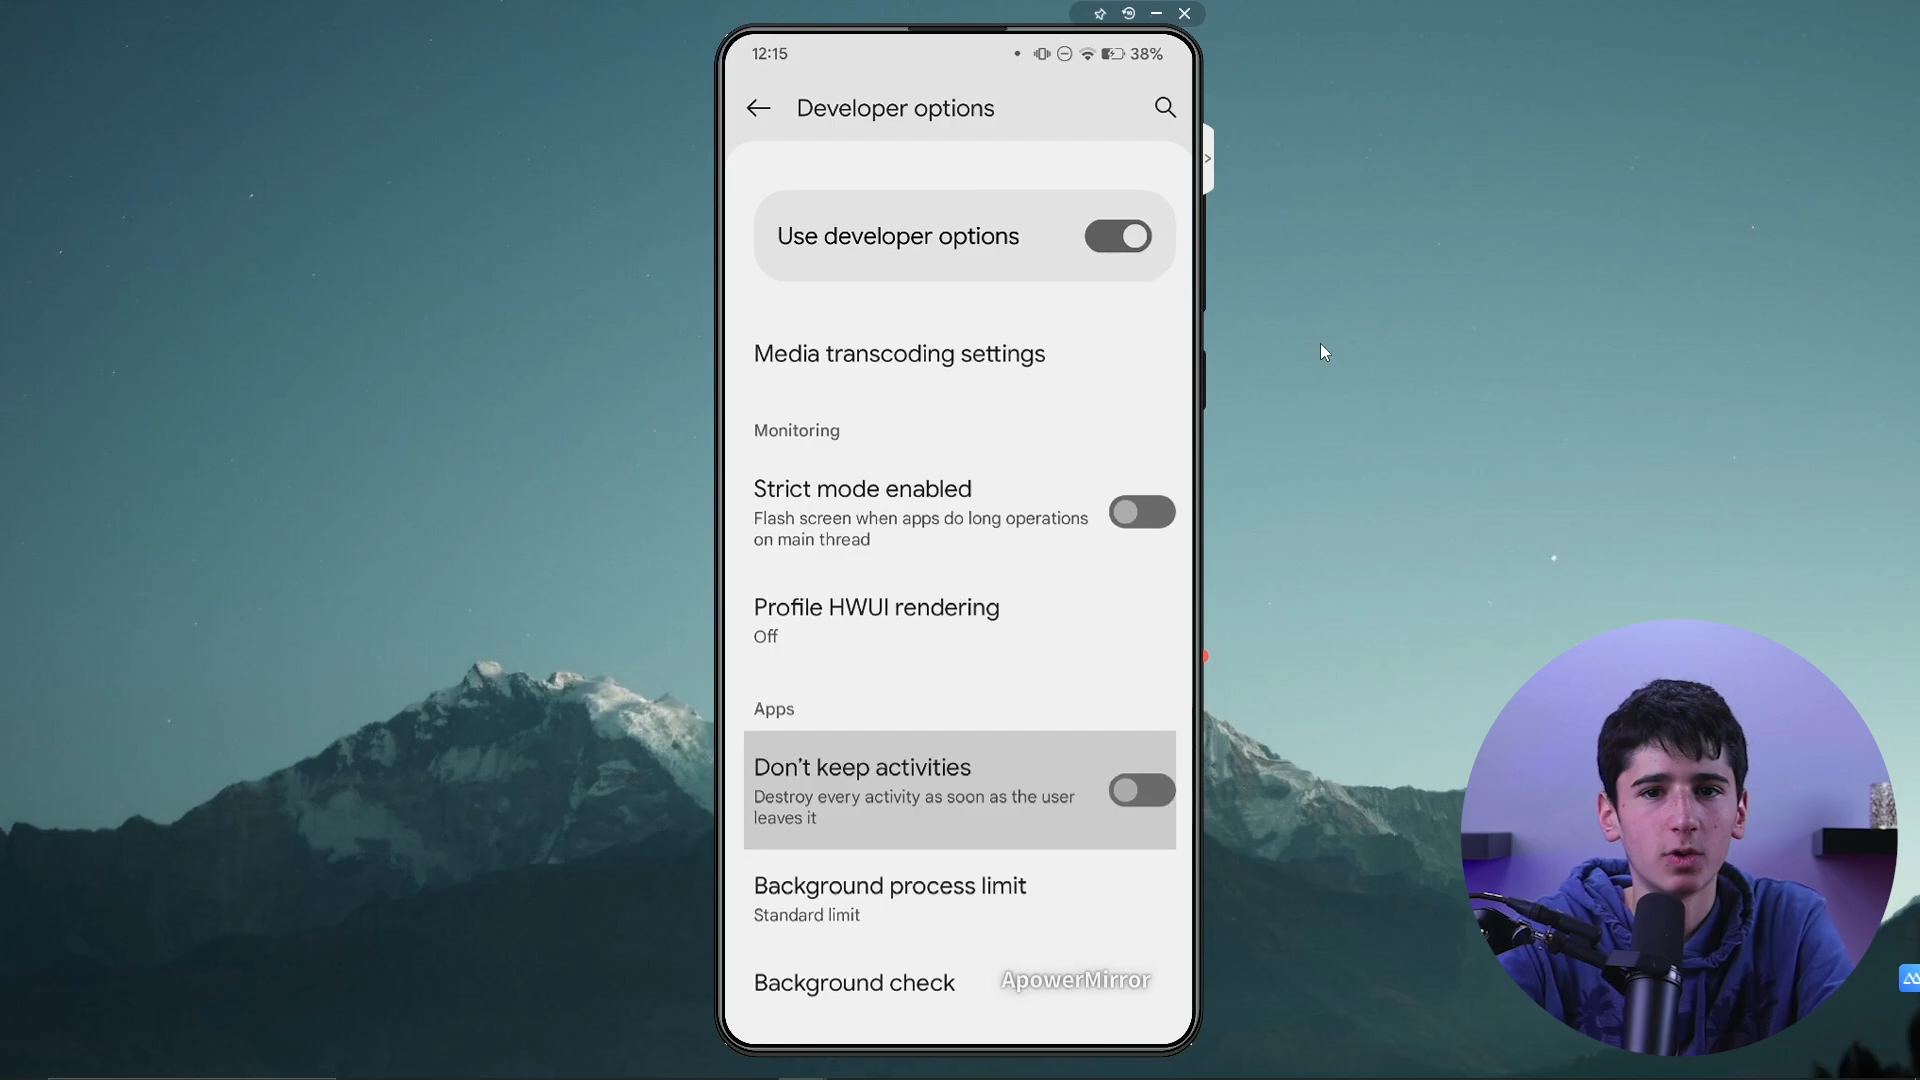 12:15
38%
Developer options
Use developer options
Media transcoding settings
Monitoring
Strict mode enabled
Flash screen when apps do long operations
on main thread
Profile HWUI rendering
Off
Apps
Don’t keep activities
Destroy every activity as soon as the user
leaves it
Background process limit
Standard limit
Background check
ApowerMirror